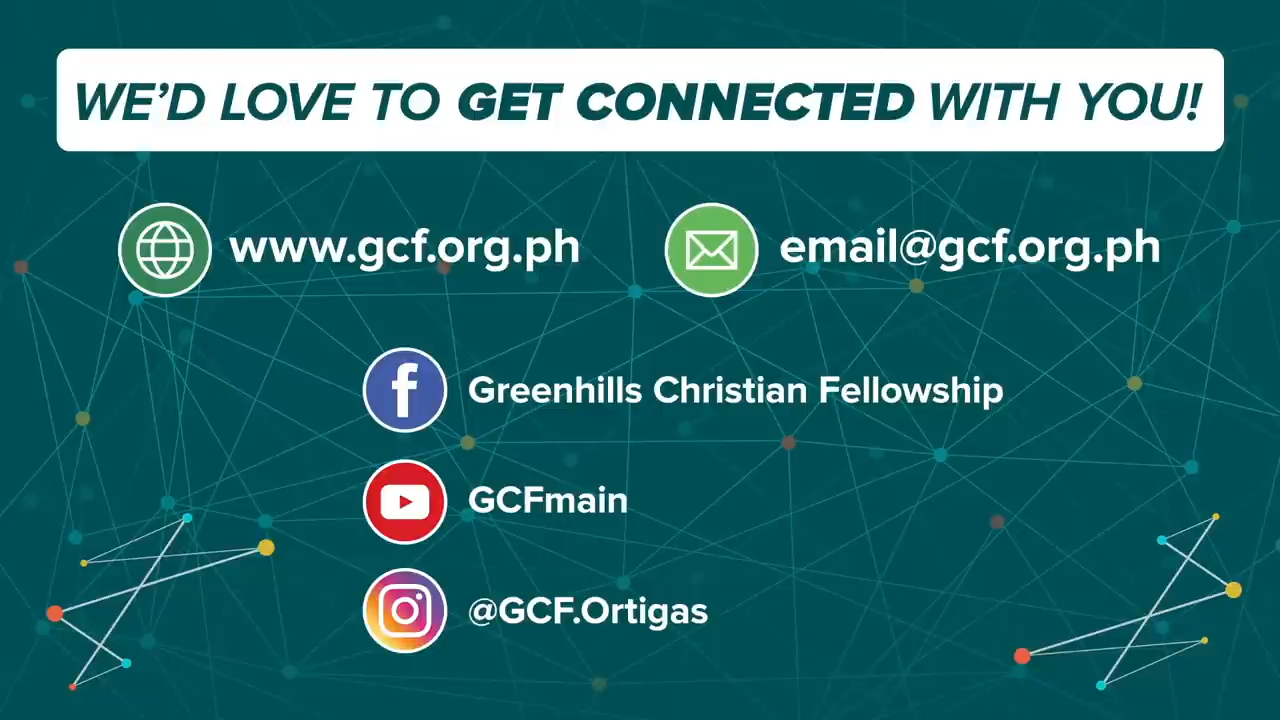 WE'D LOVE TO GET CONNECTED WITH YOU!
www.gcf.org.ph
email@gcf.org.ph
Greenhills Christian Fellowship
GCFmain
@GCF.Ortigas